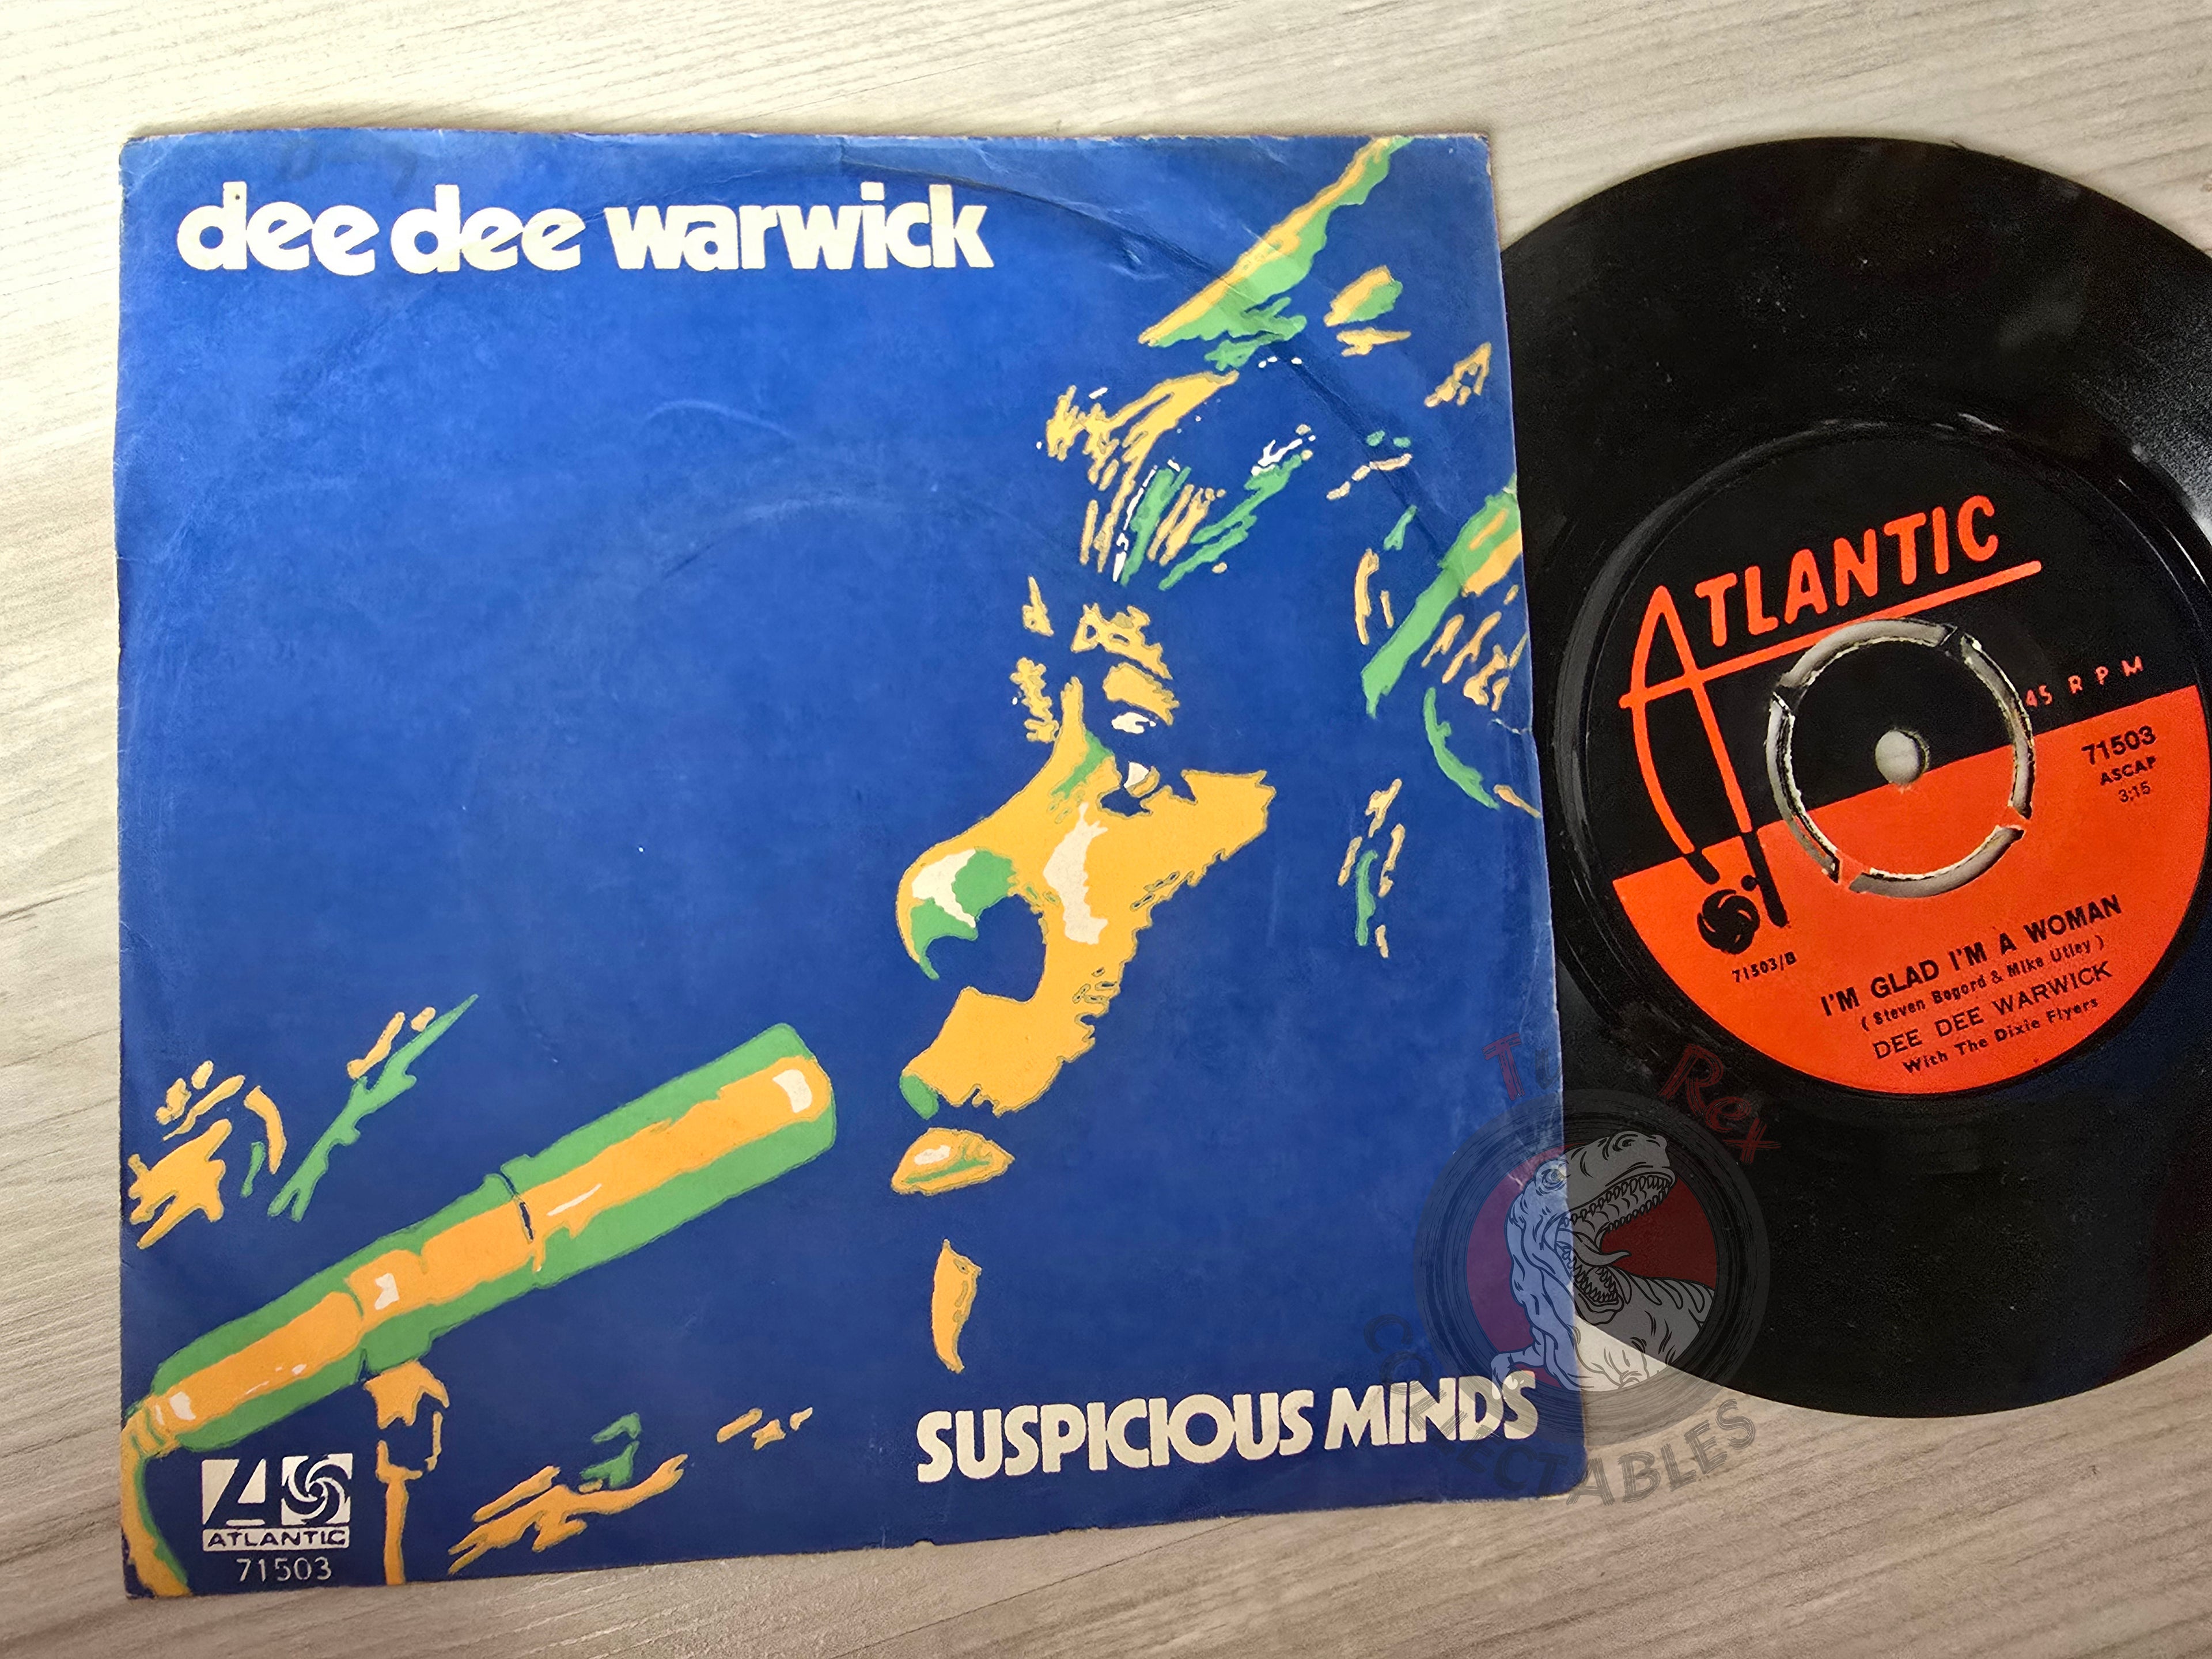 dee dee warwick
SUSPICIOUS MINDS
ATLANTIC
71503
ATLANTIC
45 RPM
71503
ASCAP
3:15
71503/B
I'M GLAD I'M A WOMAN
( Steven Bogord & Mike Utley )
DEE DEE WARWICK
With The Dixie Flyers
Rex
COLLECTABLES